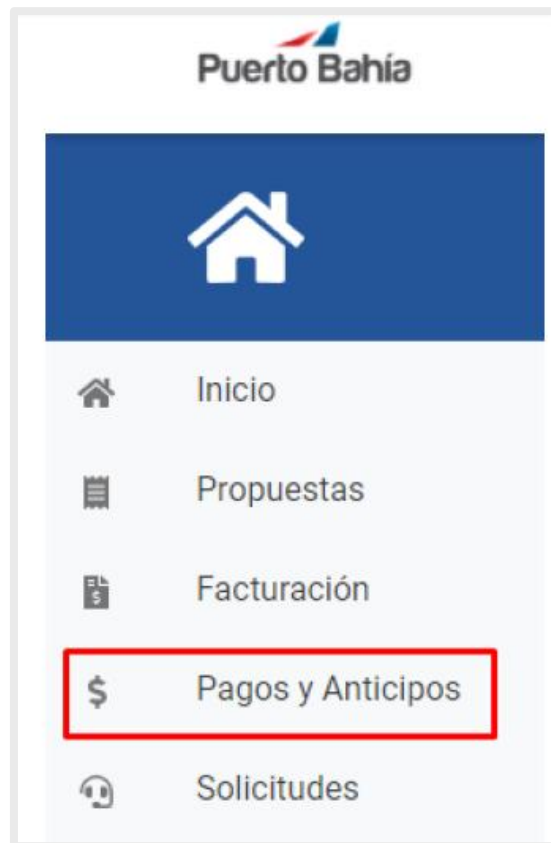 Puerto Bahía
Inicio
Propuestas
Facturación
$ Pagos y Anticipos
Solicitudes